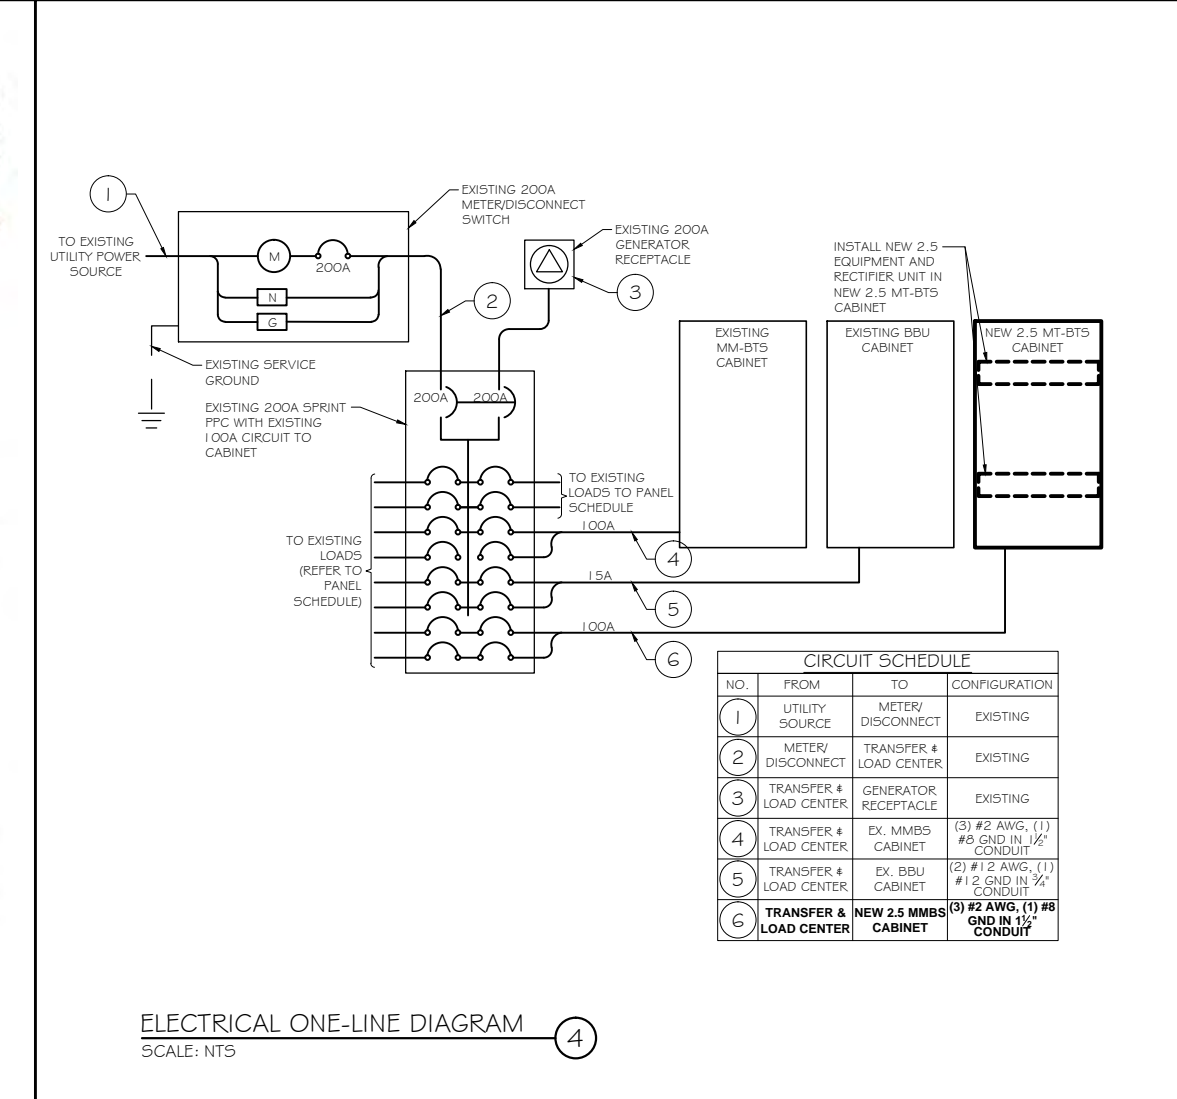 1
TO EXISTING
UTILITY POWER
SOURCE
M
200A
N
G
EXISTING 200A
METER/DISCONNECT
SWITCH
2
EXISTING 200A
GENERATOR
RECEPTACLE
3
EXISTING SERVICE
GROUND
EXISTING 200A SPRINT
PPC WITH EXISTING
100A CIRCUIT TO
CABINET
200A
200A
TO EXISTING
LOADS TO PANEL
SCHEDULE
TO EXISTING
LOADS
(REFER TO
PANEL
SCHEDULE)
100A
4
15A
5
100A
6
EXISTING
MM-BTS
CABINET
EXISTING BBU
CABINET
INSTALL NEW 2.5
EQUIPMENT AND
RECTIFIER UNIT IN
NEW 2.5 MT-BTS
CABINET
NEW 2.5 MT-BTS
CABINET
CIRCUIT SCHEDULE
NO. FROM TO CONFIGURATION
1
UTILITY
SOURCE
METER/
DISCONNECT
EXISTING
2
METER/
DISCONNECT
TRANSFER &
LOAD CENTER
EXISTING
3
TRANSFER &
LOAD CENTER
GENERATOR
RECEPTACLE
EXISTING
4
TRANSFER &
LOAD CENTER
EX. MMBS
CABINET
(3) #2 AWG, (1)
#8 GND IN 1½"
CONDUIT
5
TRANSFER &
LOAD CENTER
EX. BBU
CABINET
(2) #12 AWG, (1)
#12 GND IN ¾"
CONDUIT
6
TRANSFER &
LOAD CENTER
NEW 2.5 MMBS
CABINET
(3) #2 AWG, (1) #8
GND IN 1½"
CONDUIT
ELECTRICAL ONE-LINE DIAGRAM
4
SCALE: NTS